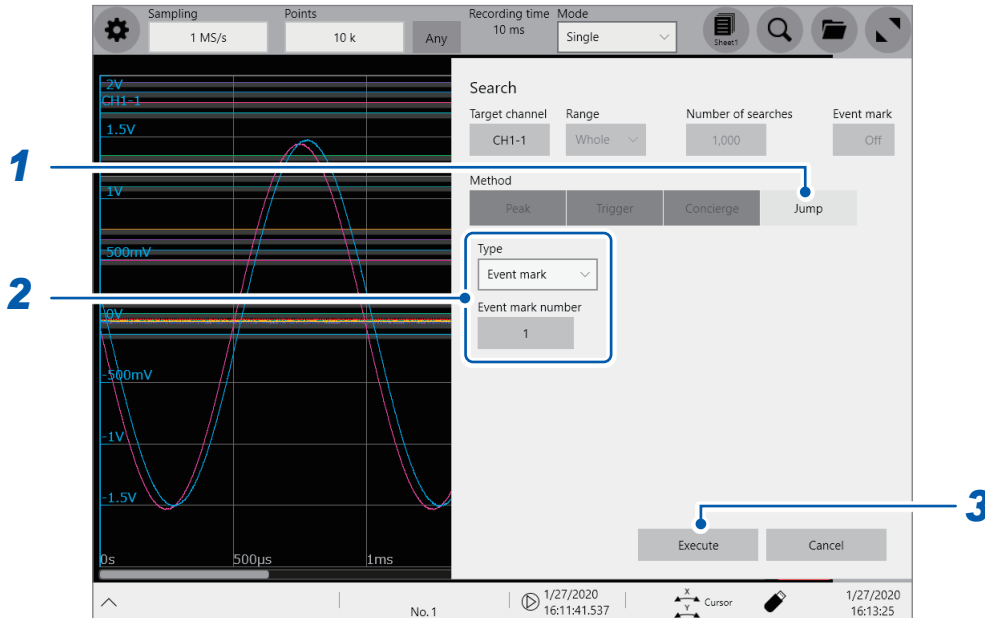 Sampling
1 MS/s
Points
10 k
Any
Recording time
10 ms
Mode
Single
Sheet1
2V
CH1-1
1.5V
1V
500mV
0V
-500mV
-1V
-1.5V
0s
500µs
1ms
Search
Target channel
Range
Number of searches
Event mark
CH1-1
Whole
1,000
Off
Method
Peak
Trigger
Concierge
Jump
Type
Event mark
Event mark number
1
Execute
Cancel
1
2
3
No. 1
1/27/2020
16:11:41.537
X
Y
Cursor
1/27/2020
16:13:25